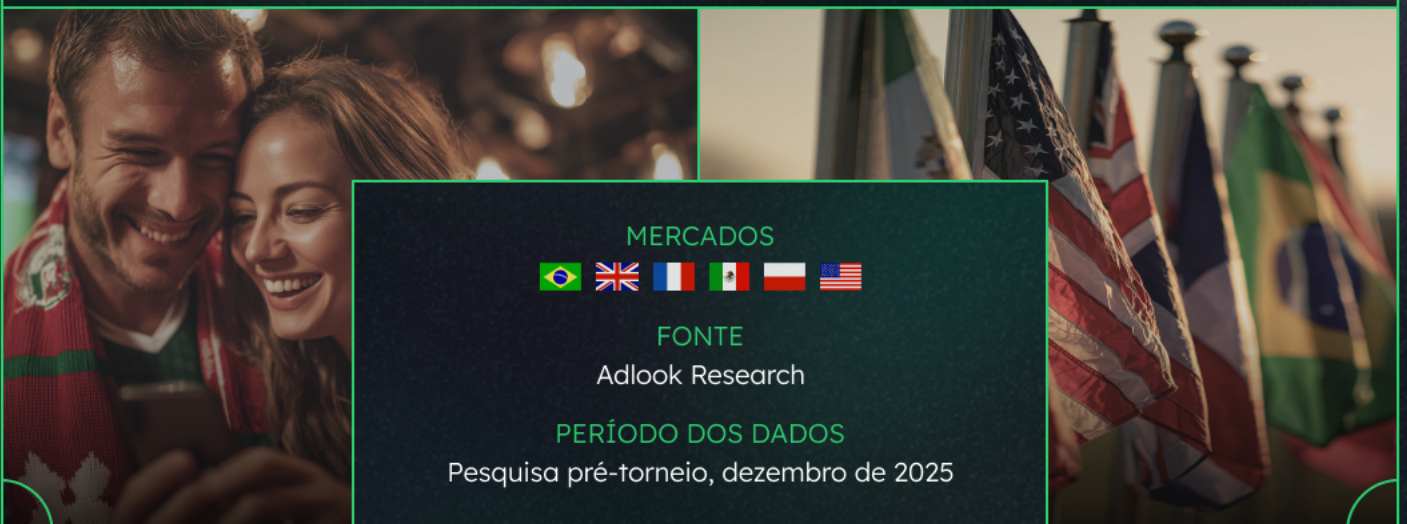 MERCADOS
FONTE
Adlook Research
PERÍODO DOS DADOS
Pesquisa pré-torneio, dezembro de 2025